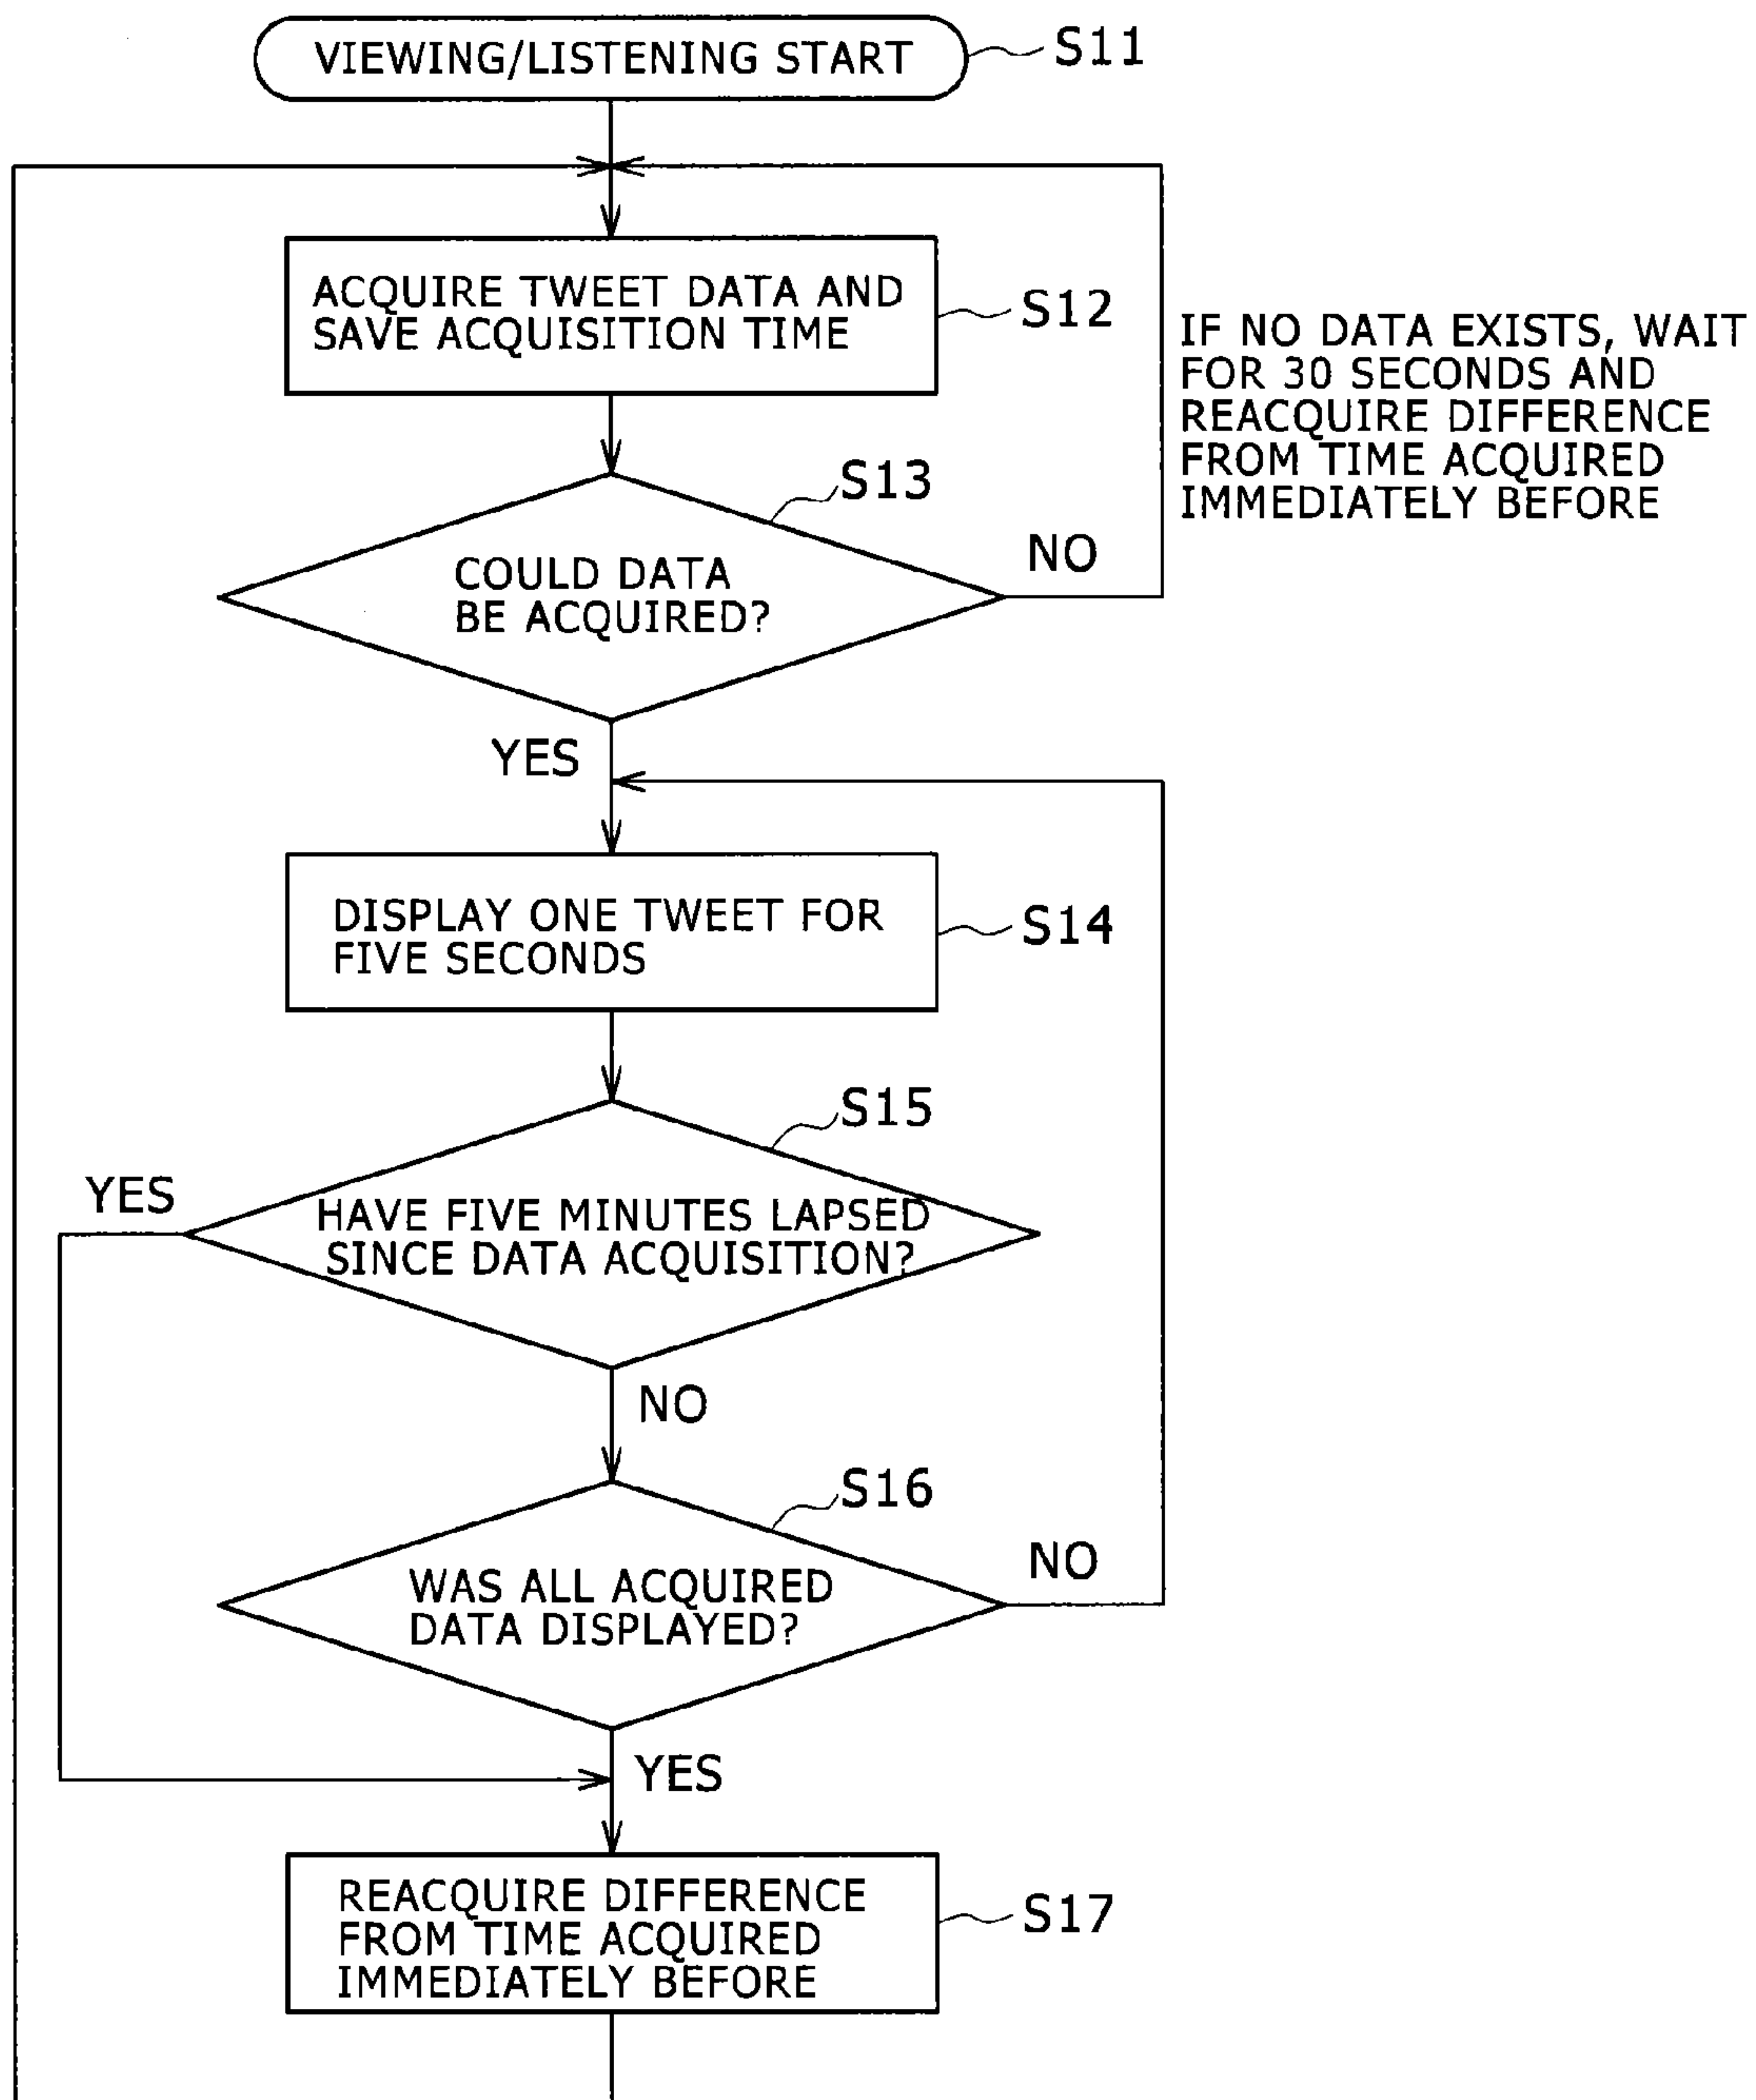 VIEWING/LISTENING START
S11
ACQUIRE TWEET DATA AND
SAVE ACQUISITION TIME
S12
IF NO DATA EXISTS, WAIT
FOR 30 SECONDS AND
REACQUIRE DIFFERENCE
FROM TIME ACQUIRED
IMMEDIATELY BEFORE
S13
COULD DATA
BE ACQUIRED?
NO
YES
DISPLAY ONE TWEET FOR
FIVE SECONDS
S14
S15
YES
HAVE FIVE MINUTES LAPSED
SINCE DATA ACQUISITION?
NO
S16
WAS ALL ACQUIRED
DATA DISPLAYED?
NO
YES
REACQUIRE DIFFERENCE
FROM TIME ACQUIRED
IMMEDIATELY BEFORE
S17